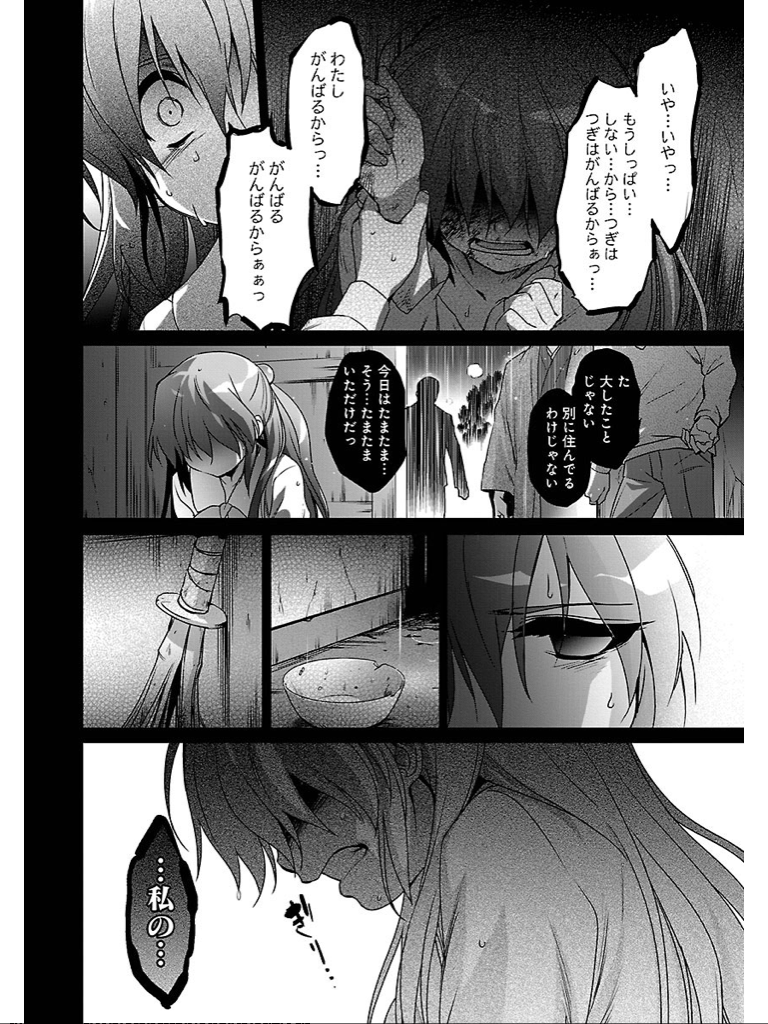 いや…いやっ…
もうしっぱい…
しない…から…つぎは
つぎはがんばるからぁっ…
わたし
がんばるからっ…
がんばる
がんばるからぁぁっ
た
大したこと
じゃない
別に住んでる
わけじゃない
今日はたまたま…
そう…たまたま
いただけだっ
ぎり…
…私の…